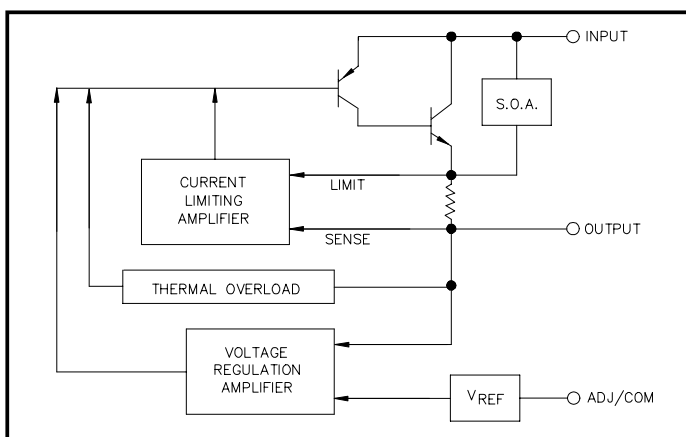 INPUT
S.O.A.
CURRENT
LIMITING
AMPLIFIER
LIMIT
SENSE
OUTPUT
THERMAL OVERLOAD
VOLTAGE
REGULATION
AMPLIFIER
VREF
ADJ/COM